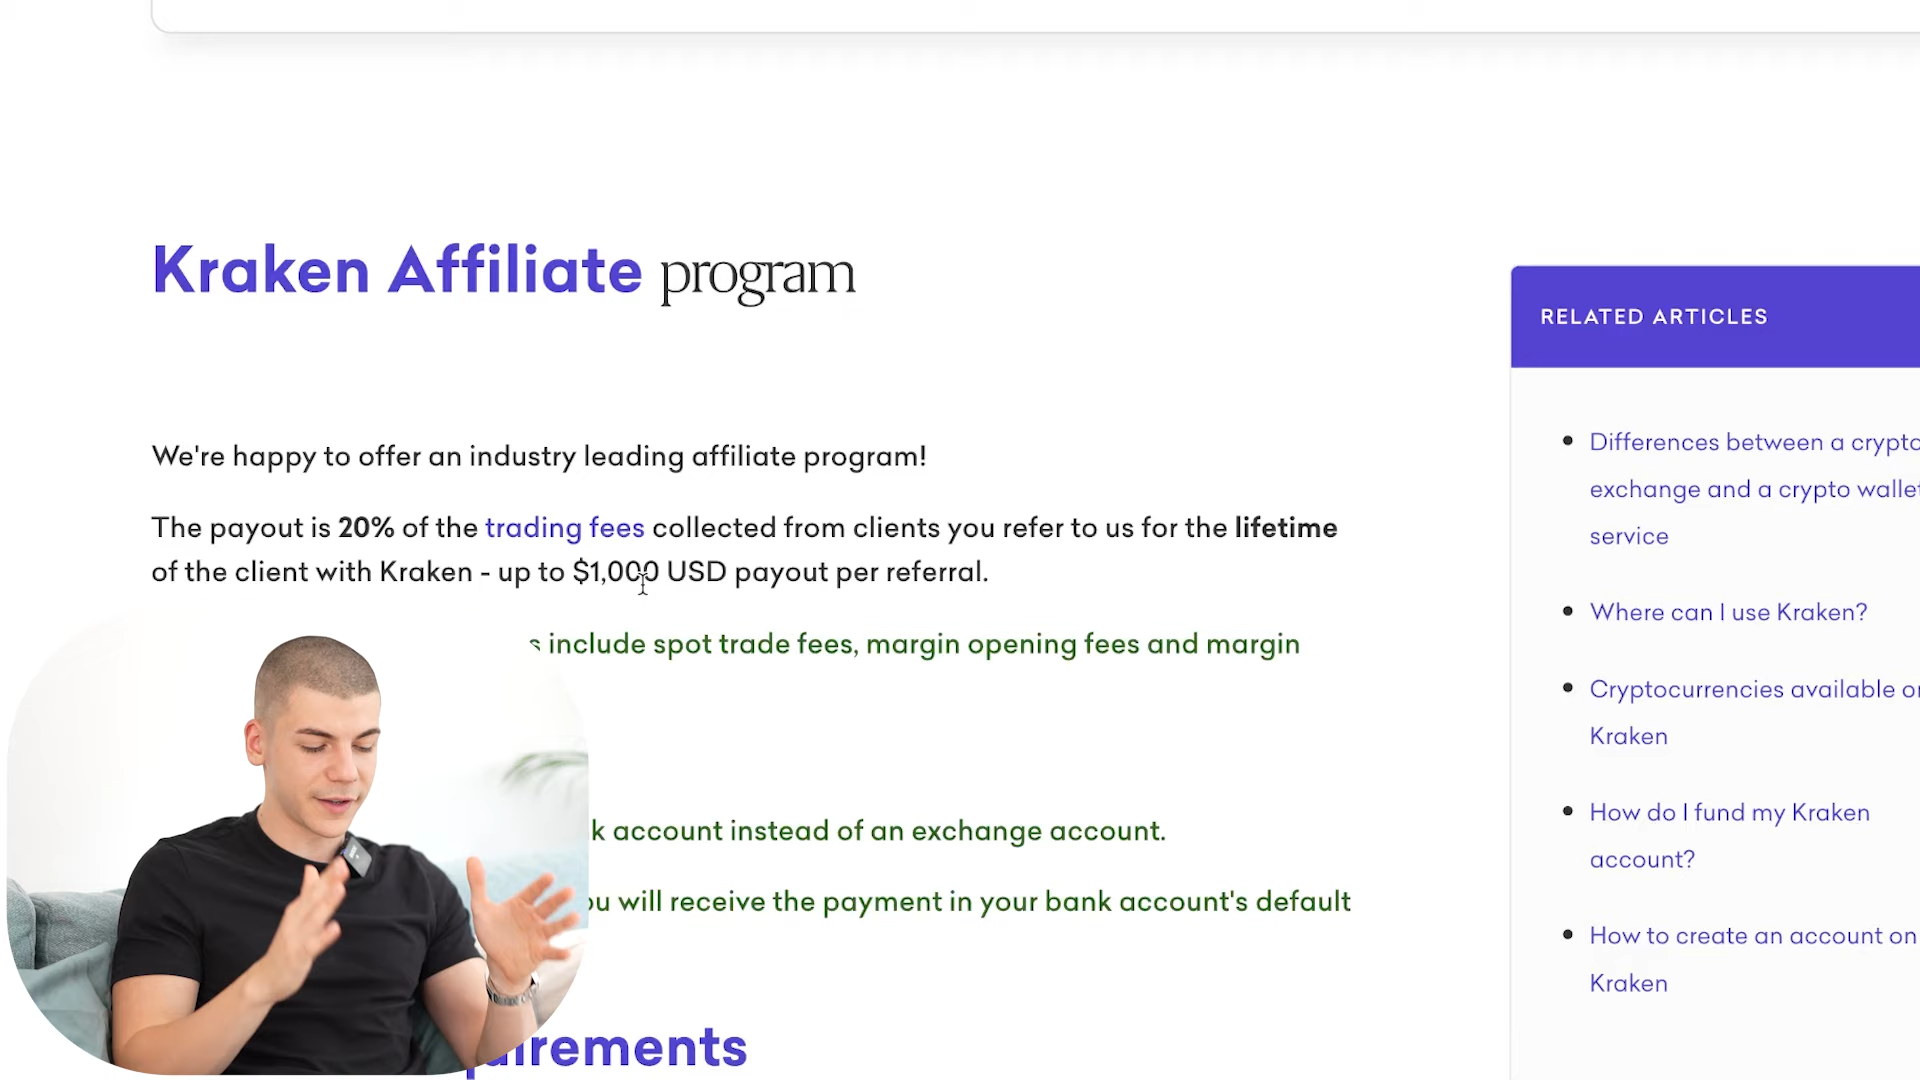 Kraken Affiliate program
We're happy to offer an industry leading affiliate program!
The payout is 20% of the trading fees collected from clients you refer to us for the lifetime
of the client with Kraken - up to $1,000 USD payout per referral.
include spot trade fees, margin opening fees and margin
account instead of an exchange account.
will receive the payment in your bank account's default
RELATED ARTICLES
Differences between a crypto
exchange and a crypto wallet
service
Where can I use Kraken?
Cryptocurrencies available on
Kraken
How do I fund my Kraken
account?
How to create an account on
Kraken